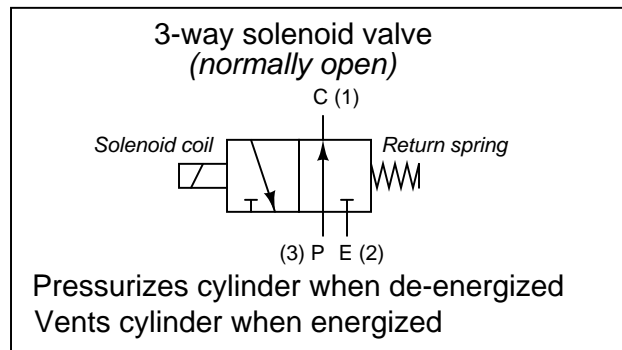 3-way solenoid valve
(normally open)
C (1)
Solenoid coil
Return spring
(3) P E (2)
Pressurizes cylinder when de-energized
Vents cylinder when energized